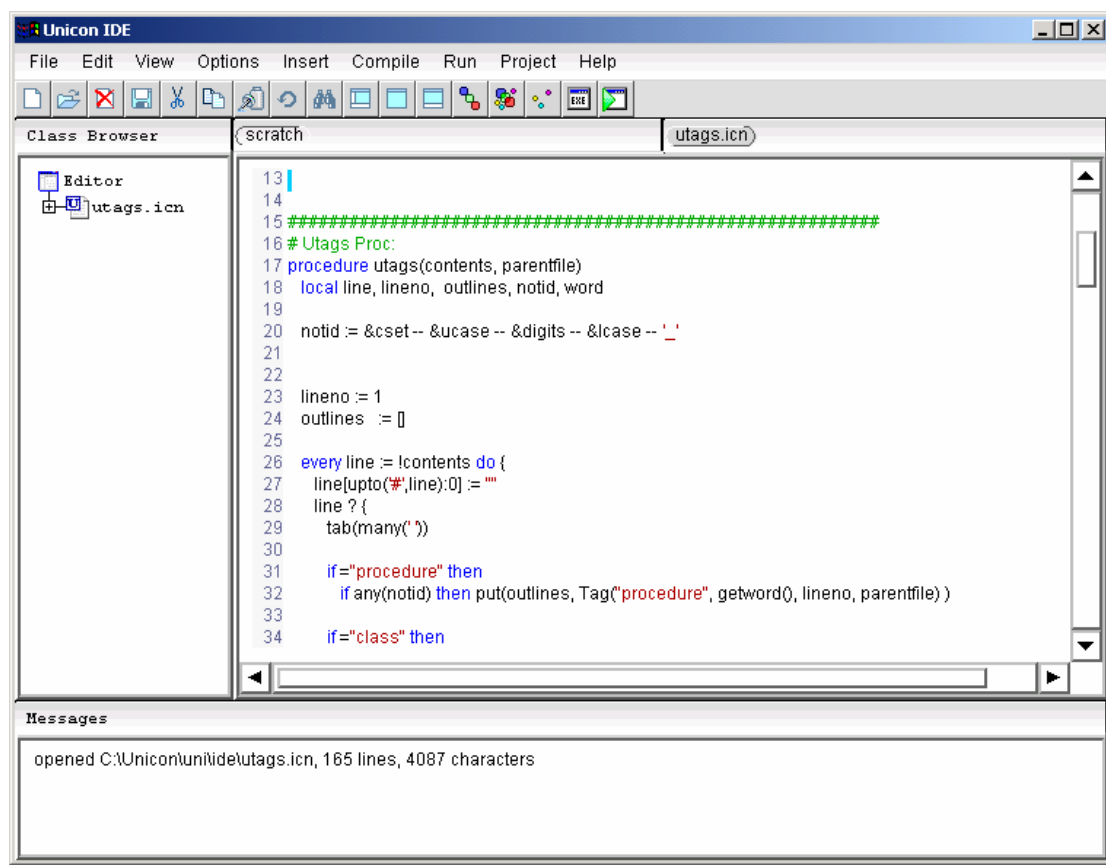 Unicon IDE
File Edit View Options Insert Compile Run Project Help
EXE
Class Browser
scratch
utags.icn
Editor
utags.icn
13
14
15 #########################################################
16 # Utags Proc:
17 procedure utags(contents, parentfile)
18 local line, lineno, outlines, notid, word
19
20 notid := &cset -- &ucase -- &digits -- &lcase -- '_'
21
22
23 lineno := 1
24 outlines := []
25
26 every line := !contents do {
27 line[upto('#',line):0] := ""
28 line ? {
29 tab(many(' '))
30
31 if ="procedure" then
32 if any(notid) then put(outlines, Tag("procedure", getword(), lineno, parentfile) )
33
34 if ="class" then
Messages
opened C:\Unicon\uni\ide\utags.icn, 165 lines, 4087 characters